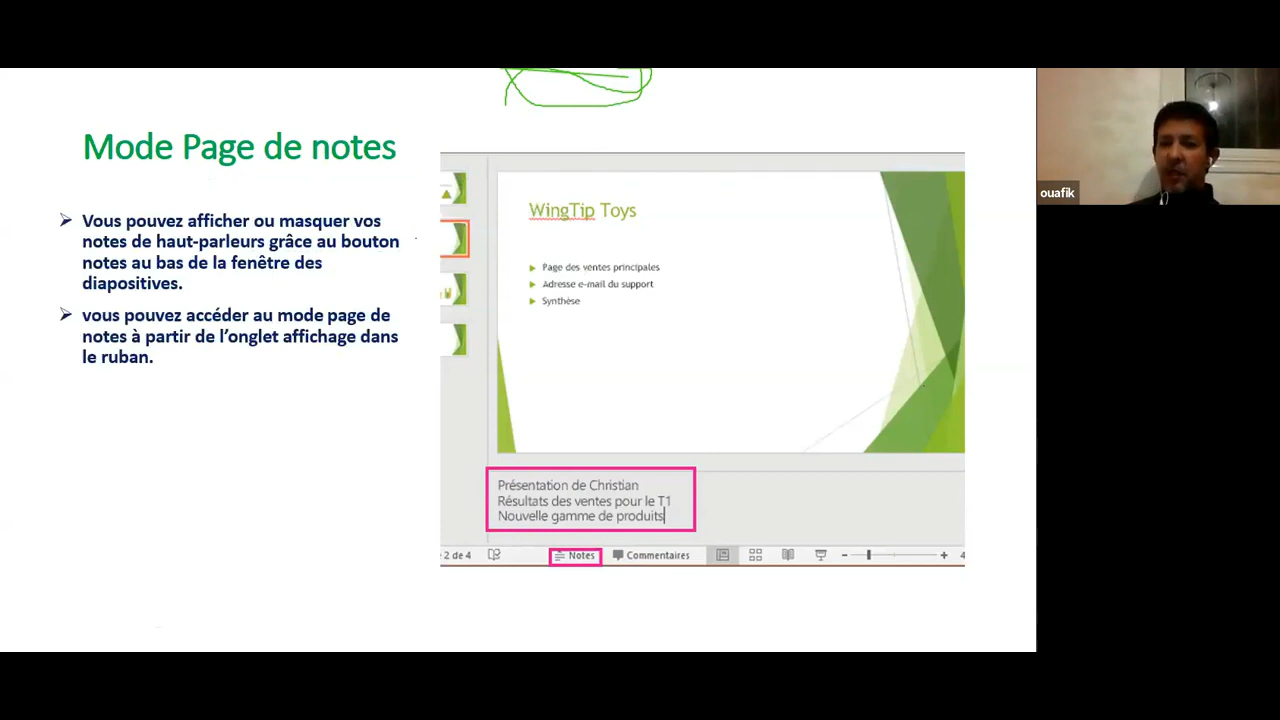 Mode Page de notes
➢ Vous pouvez afficher ou masquer vos
notes de haut-parleurs grâce au bouton
notes au bas de la fenêtre des
diapositives.
➢ vous pouvez accéder au mode page de
notes à partir de l’onglet affichage dans
le ruban.
WingTip Toys
Page des ventes principales
Adresse e-mail du support
Synthèse
Présentation de Christian
Résultats des ventes pour le T1
Nouvelle gamme de produits
2 de 4 Notes Commentaires - + 4
ouafik